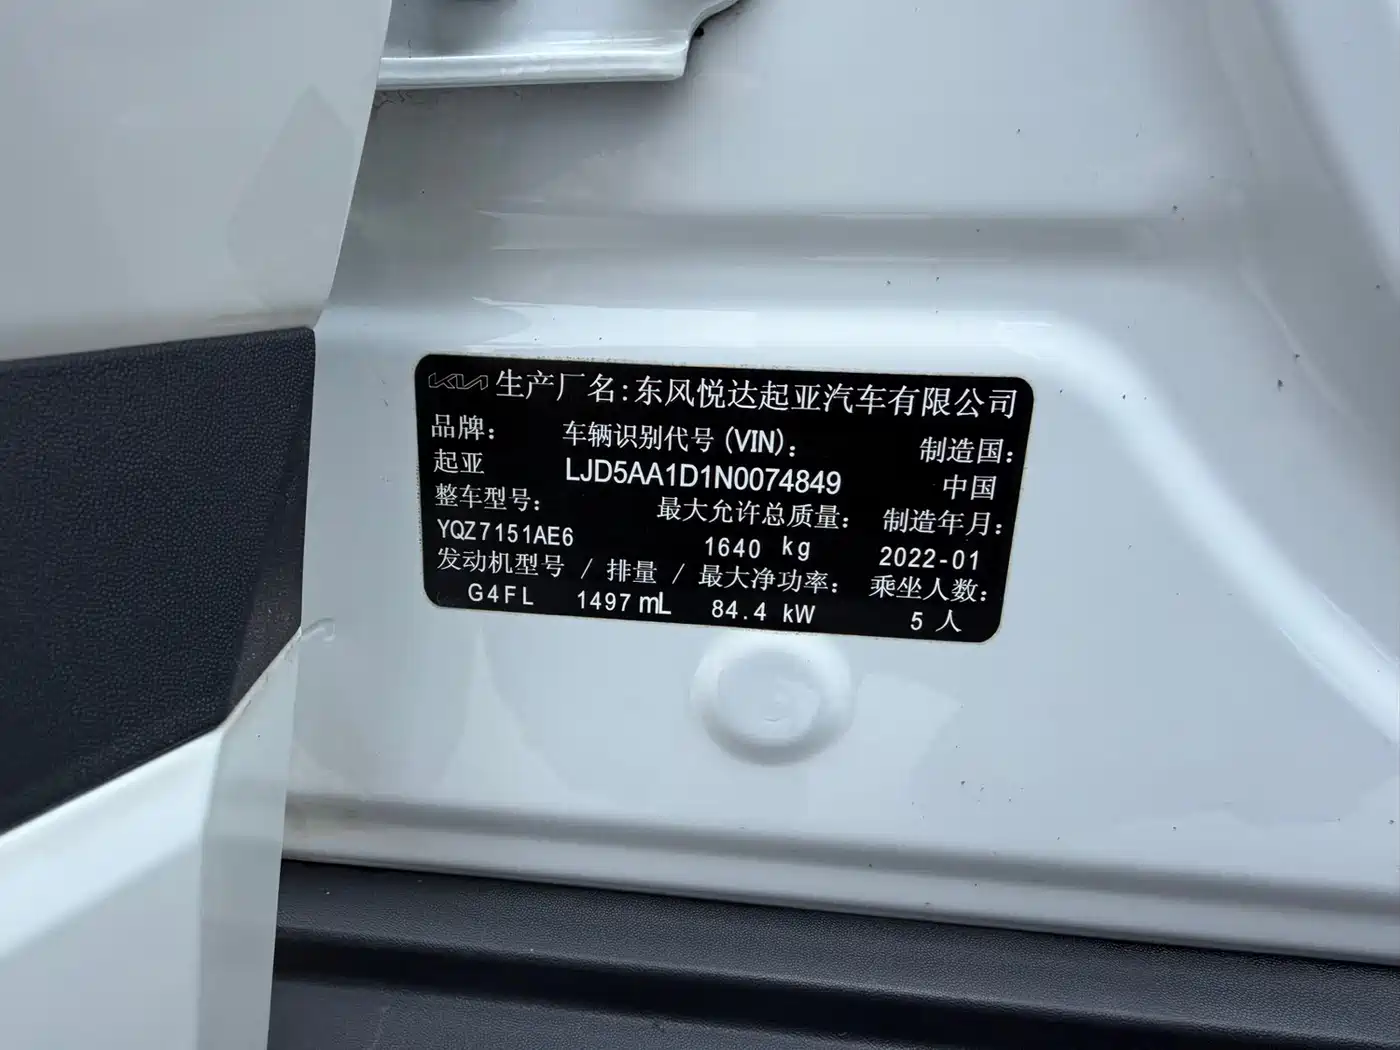 KIA 生产厂名:东风悦达起亚汽车有限公司
品牌: 车辆识别代号(VIN): 制造国:
起亚 LJD5AA1D1N0074849 中国
整车型号: 最大允许总质量: 制造年月:
YQZ7151AE6 1640 kg 2022-01
发动机型号 / 排量 / 最大净功率: 乘坐人数:
G4FL 1497 mL 84.4 kW 5 人